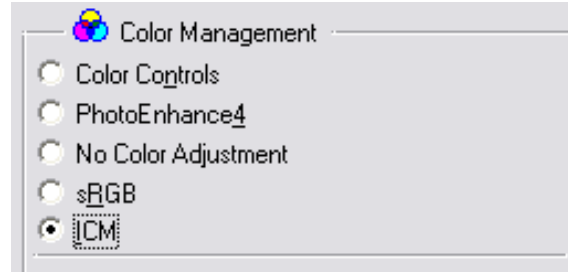 Color Management
Color Controls
PhotoEnhance4
No Color Adjustment
sRGB
ICM